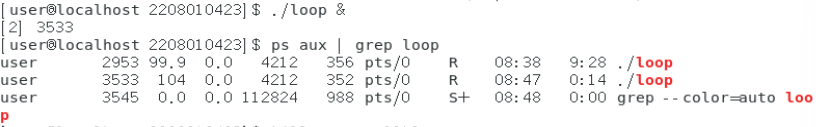 [user@localhost 2208010423]$ ./loop &
[2] 3533
[user@localhost 2208010423]$ ps aux | grep loop
user 2953 99.9 0.0 4212 356 pts/0 R 08:38 9:28 ./loop
user 3533 104 0.0 4212 352 pts/0 R 08:47 0:14 ./loop
user 3545 0.0 0.0 112824 988 pts/0 S+ 08:48 0:00 grep --color=auto loo
p